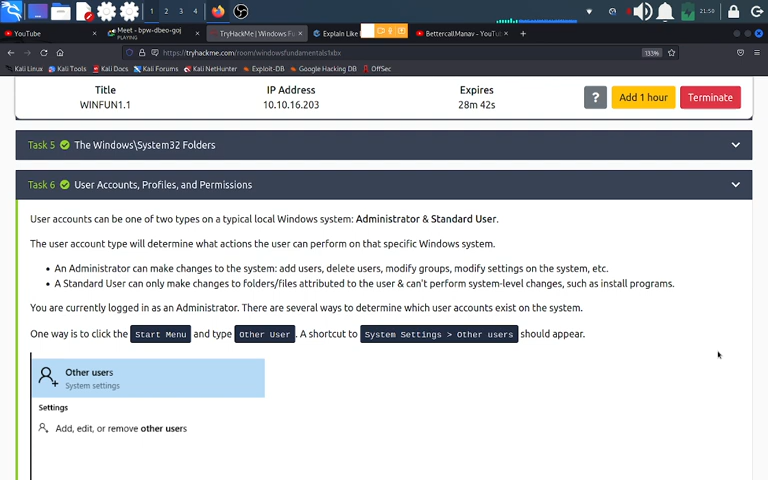 1 2 3 4
21:50
YouTube
Meet - bpw-dbeo-goj
PLAYING
TryHackMe | Windows Fu
Explain Like
BettercallManav - YouTu
https://tryhackme.com/room/windowsfundamentals1xbx
133%
Kali Linux Kali Tools Kali Docs Kali Forums Kali NetHunter Exploit-DB Google Hacking DB OffSec
Title IP Address Expires
WINFUN1.1 10.10.16.203 28m 42s
? Add 1 hour Terminate
Task 5 The Windows\System32 Folders
Task 6 User Accounts, Profiles, and Permissions
User accounts can be one of two types on a typical local Windows system: Administrator & Standard User.
The user account type will determine what actions the user can perform on that specific Windows system.
• An Administrator can make changes to the system: add users, delete users, modify groups, modify settings on the system, etc.
• A Standard User can only make changes to folders/files attributed to the user & can't perform system-level changes, such as install programs.
You are currently logged in as an Administrator. There are several ways to determine which user accounts exist on the system.
One way is to click the Start Menu and type Other User. A shortcut to System Settings > Other users should appear.
Other users
System settings
Settings
Add, edit, or remove other users